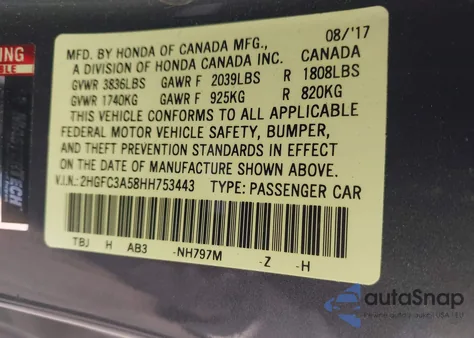 MFD. BY HONDA OF CANADA MFG., 08/'17
A DIVISION OF HONDA CANADA INC. CANADA
GVWR 3836LBS GAWR F 2039LBS R 1808LBS
GVWR 1740KG GAWR F 925KG R 820KG
THIS VEHICLE CONFORMS TO ALL APPLICABLE
FEDERAL MOTOR VEHICLE SAFETY, BUMPER,
AND THEFT PREVENTION STANDARDS IN EFFECT
ON THE DATE OF MANUFACTURE SHOWN ABOVE.
V.I.N.: 2HGFC3A58HH753443 TYPE: PASSENGER CAR
TBJ H AB3 -NH797M -Z -H
autoSnap